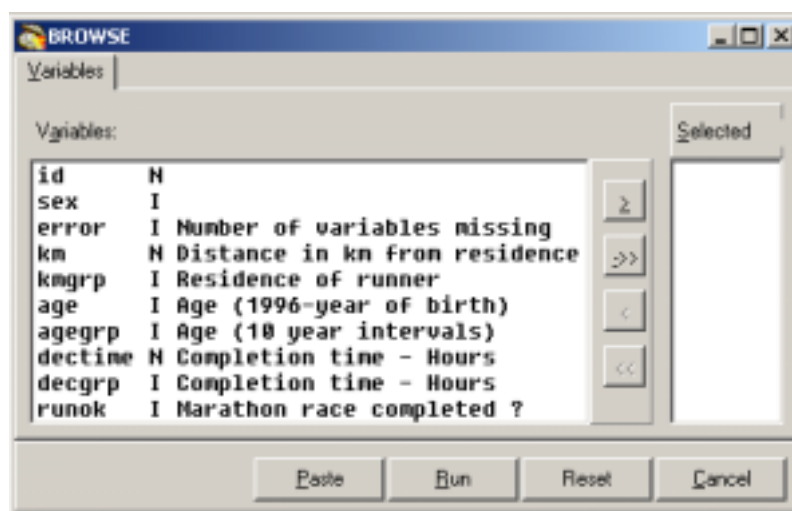 BROWSE
Variables
Variables:
Selected
id N
sex I
error I Number of variables missing
km N Distance in km from residence
kmgrp I Residence of runner
age I Age (1996-year of birth)
agegrp I Age (10 year intervals)
dectime N Completion time - Hours
decgrp I Completion time - Hours
runok I Marathon race completed ?
≥
->>
<
<<
Paste Run Reset Cancel